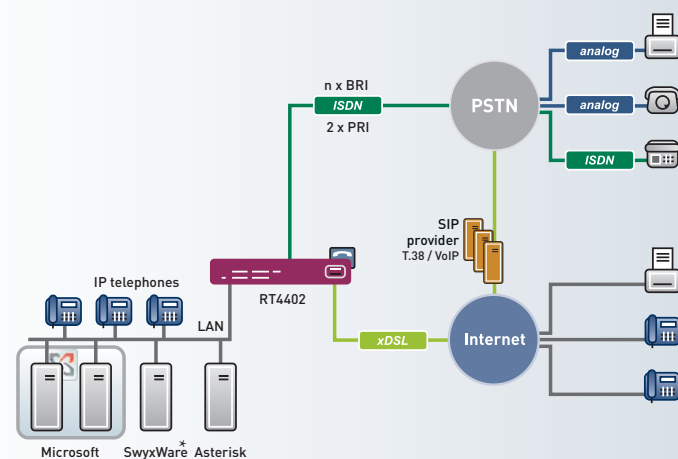 analog
n x BRI
ISDN
2 x PRI
PSTN
analog
ISDN
SIP
provider
T.38 / VoIP
IP telephones
RT4402
LAN
xDSL
Internet
Microsoft
SwyxWare*
Asterisk